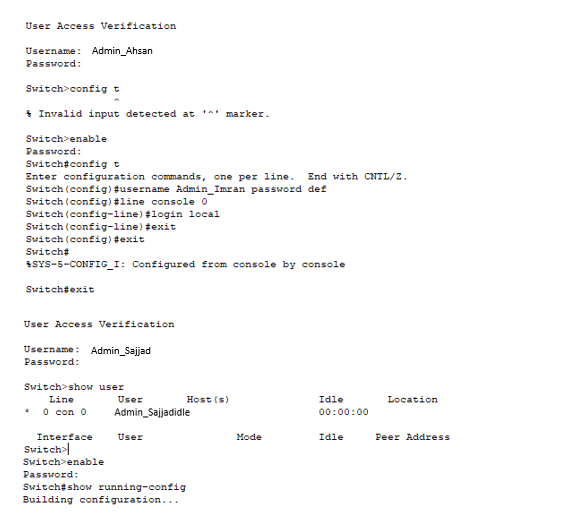 User Access Verification
Username: Admin_Ahsan
Password:
Switch>config t
^
% Invalid input detected at '^' marker.
Switch>enable
Password:
Switch#config t
Enter configuration commands, one per line. End with CNTL/Z.
Switch(config)#username Admin_Imran password def
Switch(config)#line console 0
Switch(config-line)#login local
Switch(config-line)#exit
Switch(config)#exit
Switch#
%SYS-5-CONFIG_I: Configured from console by console
Switch#exit
User Access Verification
Username: Admin_Sajjad
Password:
Switch>show user
Line User Host(s) Idle Location
* 0 con 0 Admin_Sajjadidle 00:00:00
Interface User Mode Idle Peer Address
Switch>
Switch>enable
Password:
Switch#show running-config
Building configuration...